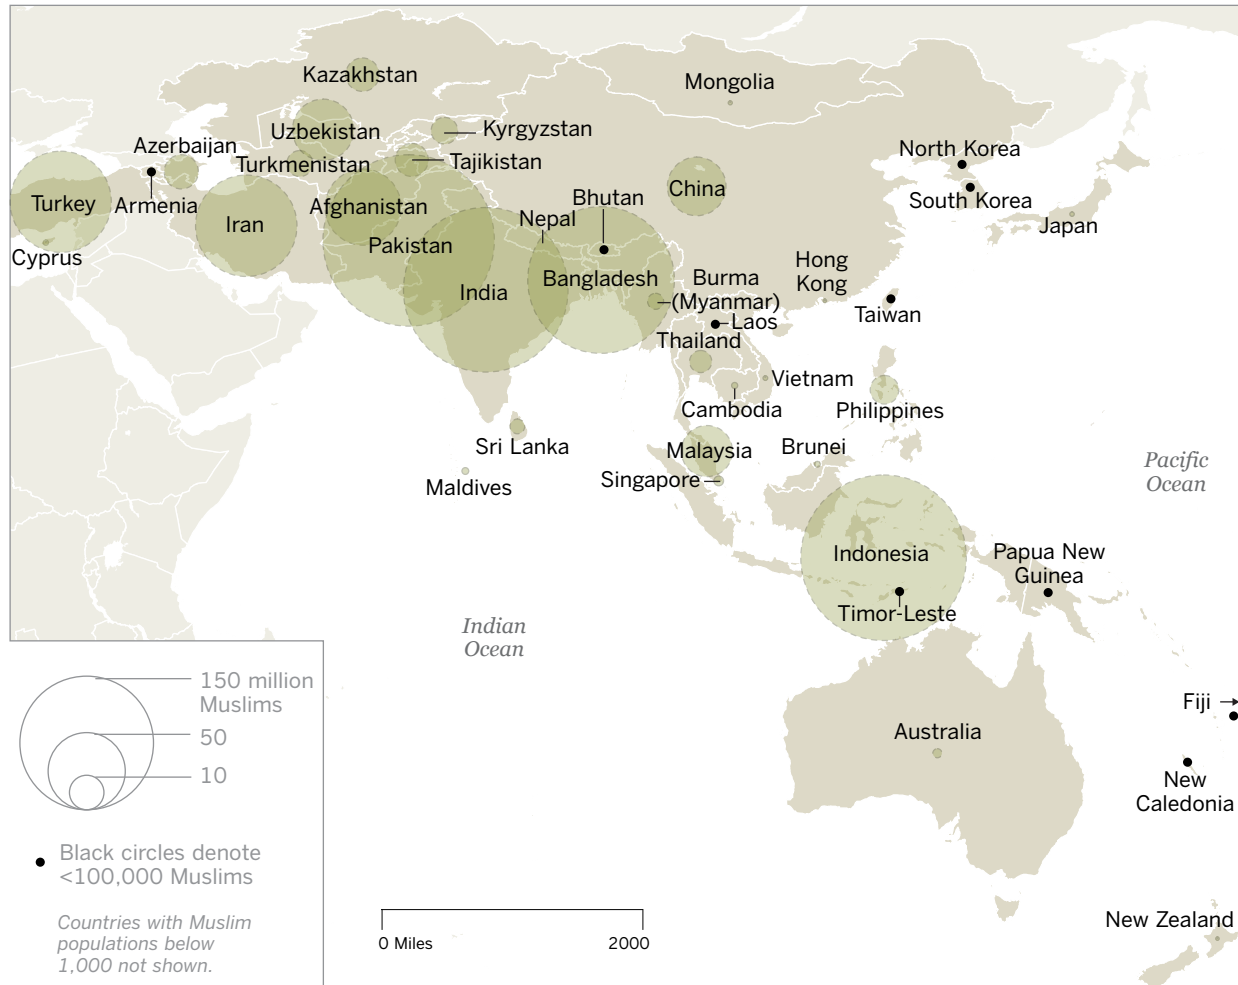 Kazakhstan
Mongolia
Uzbekistan
Kyrgyzstan
Azerbaijan
Turkmenistan
Tajikistan
North Korea
Turkey
Armenia
Iran
Afghanistan
Bhutan
China
South Korea
Nepal
Japan
Cyprus
Pakistan
India
Bangladesh
Burma
(Myanmar)
Hong
Kong
Laos
Taiwan
Thailand
Vietnam
Cambodia
Philippines
Sri Lanka
Malaysia
Brunei
Maldives
Singapore
Pacific
Ocean
Indonesia
Papua New
Guinea
Timor-Leste
Indian
Ocean
Fiji
Australia
New
Caledonia
New Zealand
150 million
Muslims
50
10
Black circles denote
<100,000 Muslims
Countries with Muslim
populations below
1,000 not shown.
0 Miles 2000